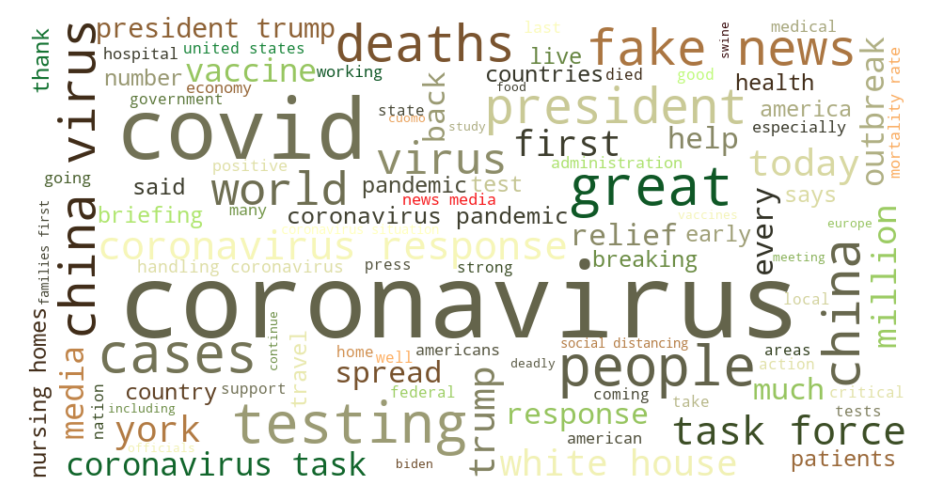 president trump
deaths
fake news
last
medical
swine
thank
china virus
hospital
united states
number
vaccine
working
live
countries
died
good
health
outbreak
mortality rate
economy
government
covid
back
state
cuomo
food
president
america
especially
study
first
help
virus
going
said
positive
world
pandemic
test
administration
great
today
says
news media
briefing
many
coronavirus pandemic
relief
early
every
vaccines
europe
families first
coronavirus situation
coronavirus response
breaking
meeting
handling coronavirus
press
strong
china
million
coronavirus
local
nursing homes
media
cases
continue
travel
home
well
americans
social distancing
areas
deadly
people
action
spread
country
support
federal
coming
much
critical
nation
including
trump
response
take
tests
york
testing
american
task force
officials
coronavirus task
biden
white house
patients